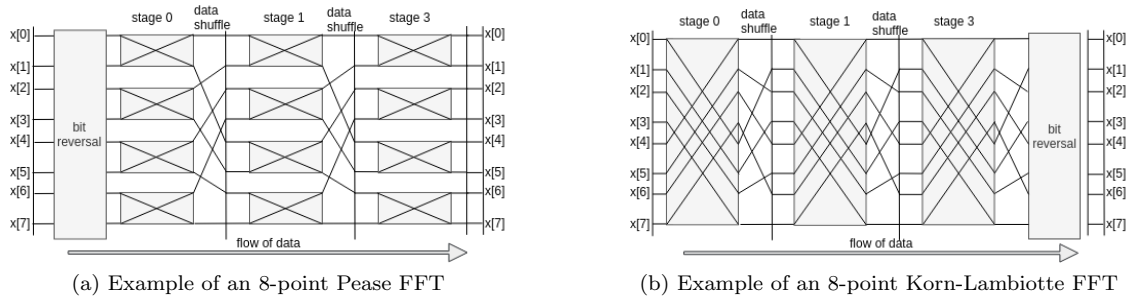 stage 0
data
shuffle
stage 1
data
shuffle
stage 3
x[0]
x[1]
x[2]
x[3]
x[4]
x[5]
x[6]
x[7]
bit
reversal
x[0]
x[1]
x[2]
x[3]
x[4]
x[5]
x[6]
x[7]
flow of data
(a) Example of an 8-point Pease FFT
stage 0
data
shuffle
stage 1
data
shuffle
stage 3
x[0]
x[1]
x[2]
x[3]
x[4]
x[5]
x[6]
x[7]
bit
reversal
x[0]
x[1]
x[2]
x[3]
x[4]
x[5]
x[6]
x[7]
flow of data
(b) Example of an 8-point Korn-Lambiotte FFT